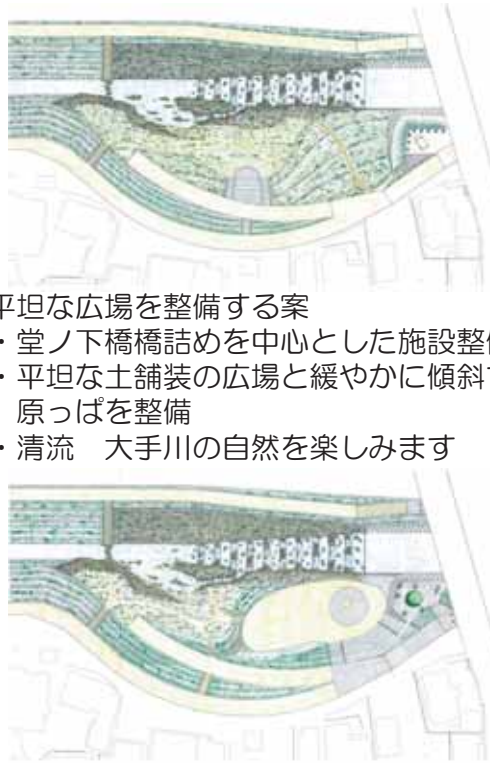 平坦な広場を整備する案
・堂ノ下橋橋詰めを中心とした施設整
・平坦な土舗装の広場と緩やかに傾斜
原っぱを整備
・清流　大手川の自然を楽しみます